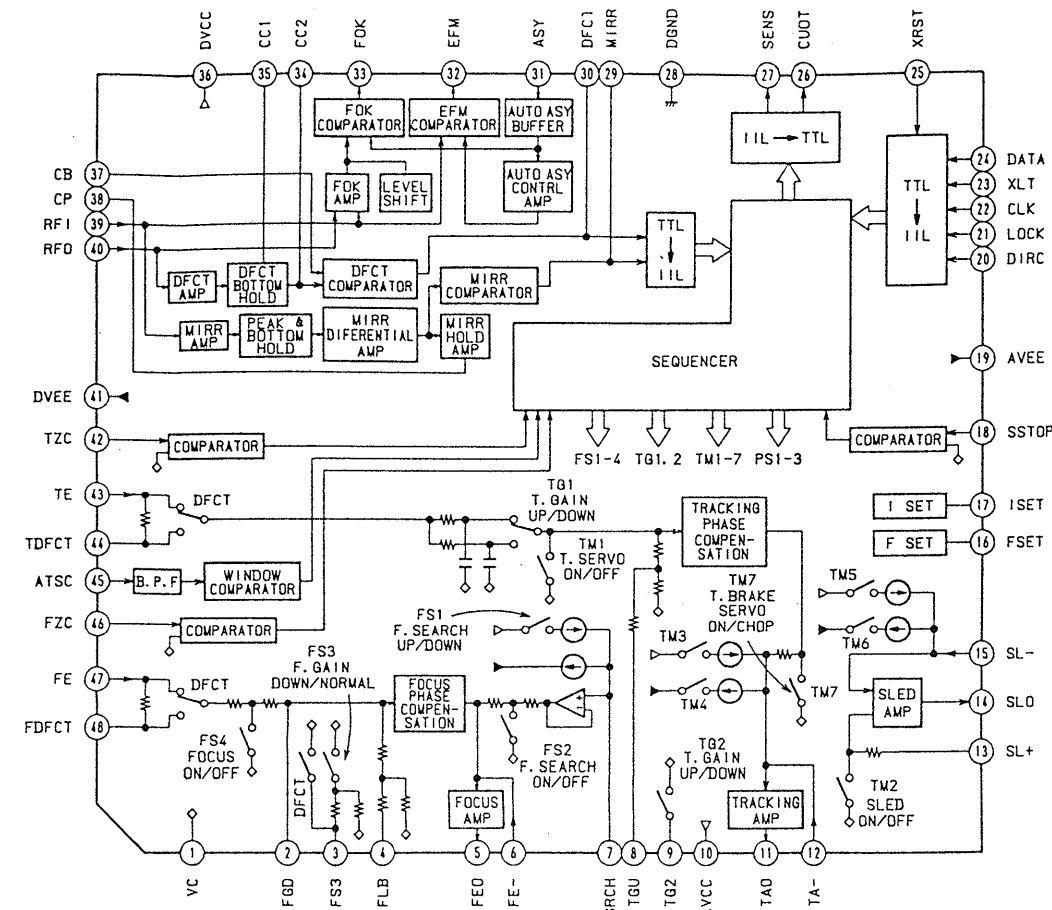 DVCC CC1 CC2 FOK EFM ASY DFC1 MIRR DGND SENS CUOT XRST
36 35 34 33 32 31 30 29 28 27 26 25
FOK COMPARATOR
EFM COMPARATOR
AUTO ASY BUFFER
IIL → TTL
CB 37
CP 38
RFI 39
RFO 40
FOK AMP
LEVEL SHIFT
AUTO ASY CONTRL AMP
TTL ↓ IIL
TTL ↓ IIL
24 DATA
23 XLT
22 CLK
21 LOCK
20 DIRC
DFCT AMP
DFCT BOTTOM HOLD
DFCT COMPARATOR
MIRR COMPARATOR
MIRR AMP
PEAK & BOTTOM HOLD
MIRR DIFERENTIAL AMP
MIRR HOLD AMP
SEQUENCER
19 AVEE
DVEE 41
TZC 42
COMPARATOR
COMPARATOR
18 SSTOP
FS1-4 TG1.2 TM1-7 PS1-3
TE 43
DFCT
TDFCT 44
TG1
T. GAIN
UP/DOWN
TM1
T. SERVO
ON/OFF
TRACKING PHASE COMPEN-SATION
I SET
17 ISET
F SET
16 FSET
ATSC 45
B.P.F
WINDOW COMPARATOR
FZC 46
COMPARATOR
FS1
F. SEARCH
UP/DOWN
TM7
T. BRAKE
SERVO
ON/CHOP
TM5
TM6
TM3
TM4
TM7
15 SL-
FE 47
DFCT
FDFCT 48
FS3
F. GAIN
DOWN/NORMAL
FOCUS PHASE COMPEN-SATION
SLED AMP
14 SLO
13 SL+
FS4
FOCUS
ON/OFF
DFCT
FS2
F. SEARCH
ON/OFF
TG2
T. GAIN
UP/DOWN
TM2
SLED
ON/OFF
FOCUS AMP
TRACKING AMP
1 2 3 4 5 6 7 8 9 10 11 12
VC FGD FS3 FLB FEO FE- SRCH TGU TG2 AVCC TAO TA-